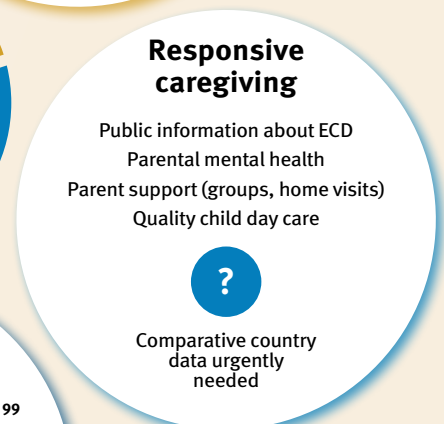 Responsive
caregiving
Public information about ECD
Parental mental health
Parent support (groups, home visits)
Quality child day care
?
Comparative country
data urgently
needed
99